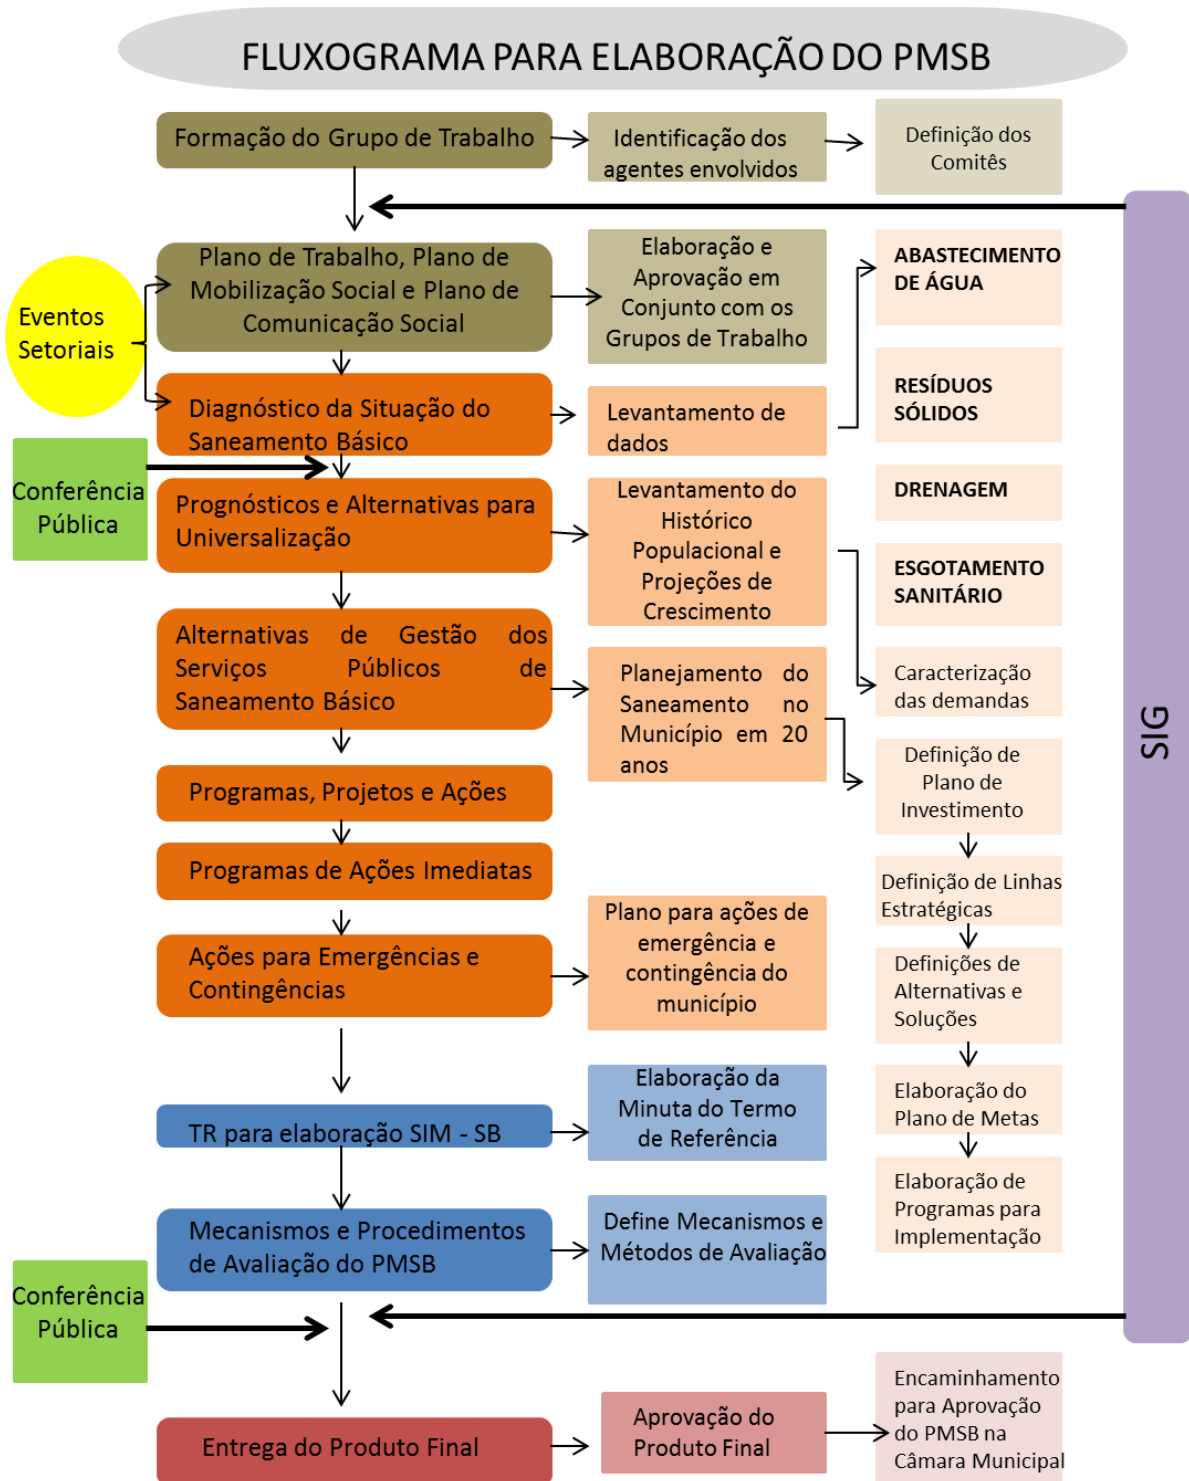 FLUXOGRAMA PARA ELABORAÇÃO DO PMSB
Formação do Grupo de Trabalho
Identificação dos
agentes envolvidos
Definição dos
Comitês
Eventos
Setoriais
Plano de Trabalho, Plano de
Mobilização Social e Plano de
Comunicação Social
Elaboração e
Aprovação em
Conjunto com os
Grupos de Trabalho
ABASTECIMENTO
DE ÁGUA
Diagnóstico da Situação do
Saneamento Básico
Levantamento de
dados
RESÍDUOS
SÓLIDOS
Conferência
Pública
Prognósticos e Alternativas para
Universalização
Levantamento do
Histórico
Populacional e
Projeções de
Crescimento
DRENAGEM
ESGOTAMENTO
SANITÁRIO
Alternativas de Gestão dos
Serviços Públicos de
Saneamento Básico
Planejamento do
Saneamento no
Município em 20
anos
Caracterização
das demandas
SIG
Definição de
Plano de
Investimento
Programas, Projetos e Ações
Programas de Ações Imediatas
Definição de Linhas
Estratégicas
Ações para Emergências e
Contingências
Plano para ações de
emergência e
contingência do
município
Definições de
Alternativas e
Soluções
TR para elaboração SIM - SB
Elaboração da
Minuta do Termo
de Referência
Elaboração do
Plano de Metas
Mecanismos e Procedimentos
de Avaliação do PMSB
Define Mecanismos e
Métodos de Avaliação
Elaboração de
Programas para
Implementação
Conferência
Pública
Entrega do Produto Final
Aprovação do
Produto Final
Encaminhamento
para Aprovação
do PMSB na
Câmara Municipal